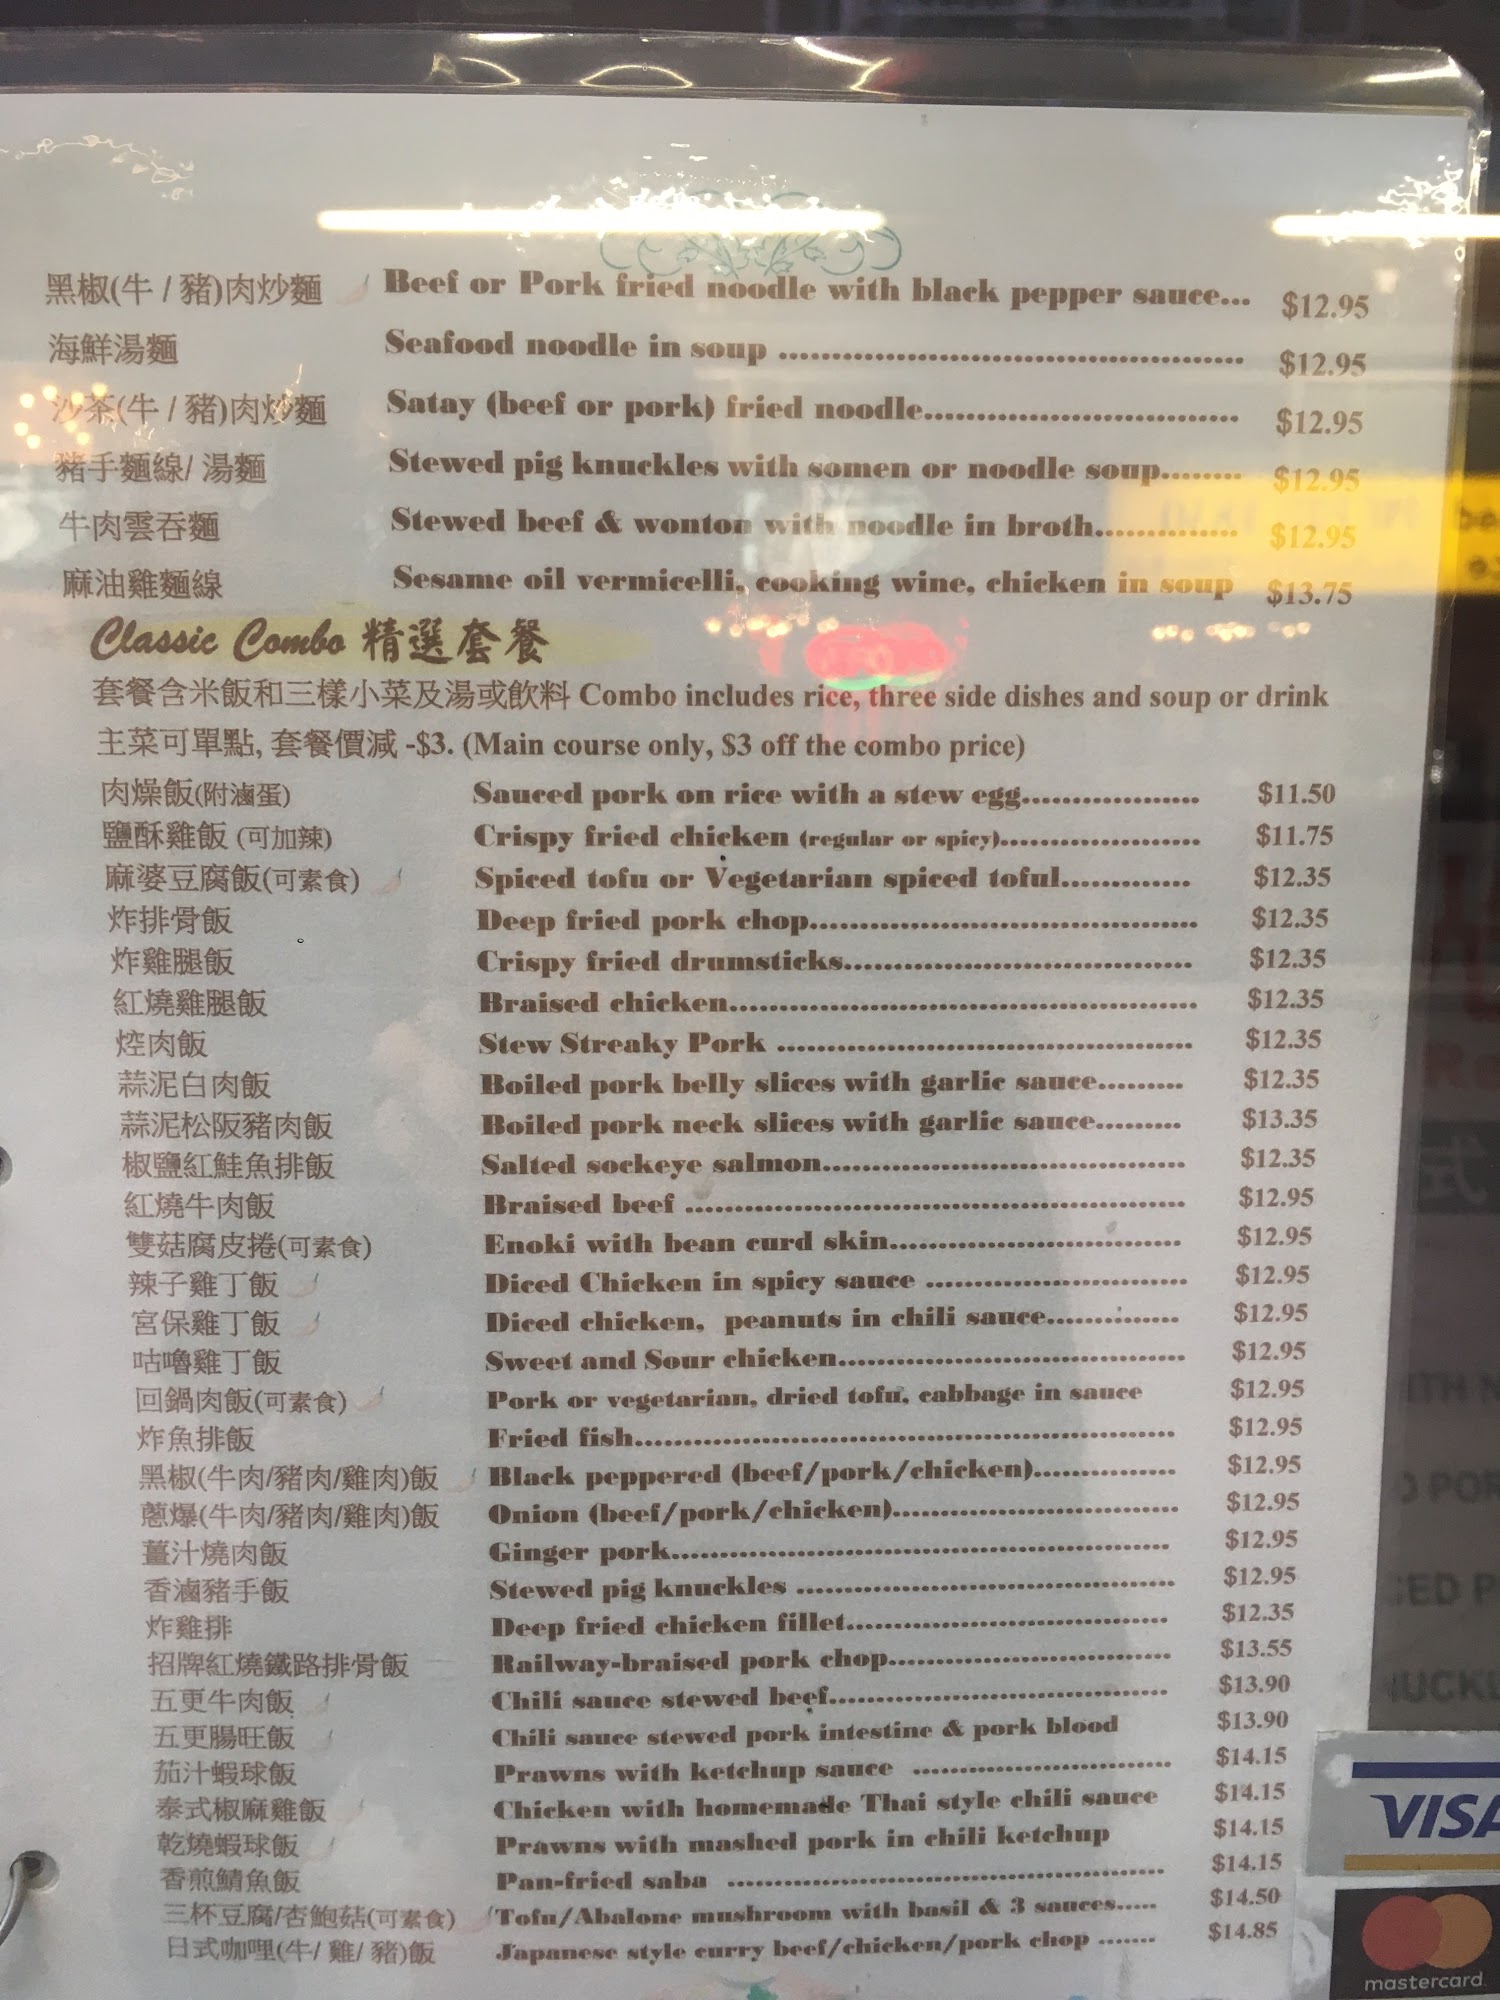 黑椒(牛 / 豬)肉炒麵 Beef or Pork fried noodle with black pepper sauce... $12.95
海鮮湯麵 Seafood noodle in soup ............................................ $12.95
沙茶(牛 / 豬)肉炒麵 Satay (beef or pork) fried noodle.............................. $12.95
豬手麵線/ 湯麵 Stewed pig knuckles with somen or noodle soup........ $12.95
牛肉雲吞麵 Stewed beef & wonton with noodle in broth.............. $12.95
麻油雞麵線 Sesame oil vermicelli, cooking wine, chicken in soup $13.75
Classic Combo 精選套餐
套餐含米飯和三樣小菜及湯或飲料 Combo includes rice, three side dishes and soup or drink
主菜可單點, 套餐價減 -$3. (Main course only, $3 off the combo price)
肉燥飯(附滷蛋) Sauced pork on rice with a stew egg................... $11.50
鹽酥雞飯 (可加辣) Crispy fried chicken (regular or spicy)..................... $11.75
麻婆豆腐飯(可素食) Spiced tofu or Vegetarian spiced toful............. $12.35
炸排骨飯 Deep fried pork chop....................................... $12.35
炸雞腿飯 Crispy fried drumsticks................................... $12.35
紅燒雞腿飯 Braised chicken............................................... $12.35
焢肉飯 Stew Streaky Pork ......................................... $12.35
蒜泥白肉飯 Boiled pork belly slices with garlic sauce......... $12.35
蒜泥松阪豬肉飯 Boiled pork neck slices with garlic sauce......... $13.35
椒鹽紅鮭魚排飯 Salted sockeye salmon..................................... $12.35
紅燒牛肉飯 Braised beef .................................................. $12.95
雙菇腐皮捲(可素食) Enoki with bean curd skin.............................. $12.95
辣子雞丁飯 Diced Chicken in spicy sauce ........................... $12.95
宮保雞丁飯 Diced chicken, peanuts in chili sauce.............. $12.95
咕嚕雞丁飯 Sweet and Sour chicken................................... $12.95
回鍋肉飯(可素食) Pork or vegetarian, dried tofu, cabbage in sauce $12.95
炸魚排飯 Fried fish....................................................... $12.95
黑椒(牛肉/豬肉/雞肉)飯 Black peppered (beef/pork/chicken)............... $12.95
蔥爆(牛肉/豬肉/雞肉)飯 Onion (beef/pork/chicken).............................. $12.95
薑汁燒肉飯 Ginger pork................................................... $12.95
香滷豬手飯 Stewed pig knuckles ...................................... $12.95
炸雞排 Deep fried chicken fillet................................. $12.35
招牌紅燒鐵路排骨飯 Railway-braised pork chop............................. $13.55
五更牛肉飯 Chili sauce stewed beef................................... $13.90
五更腸旺飯 Chili sauce stewed pork intestine & pork blood $13.90
茄汁蝦球飯 Prawns with ketchup sauce .......................... $14.15
泰式椒麻雞飯 Chicken with homemade Thai style chili sauce $14.15
乾燒蝦球飯 Prawns with mashed pork in chili ketchup $14.15
香煎鯖魚飯 Pan-fried saba ............................................ $14.15
三杯豆腐/杏鮑菇(可素食) Tofu/Abalone mushroom with basil & 3 sauces..... $14.50
日式咖哩(牛/ 雞/ 豬)飯 Japanese style curry beef/chicken/pork chop ....... $14.85
VISA
mastercard